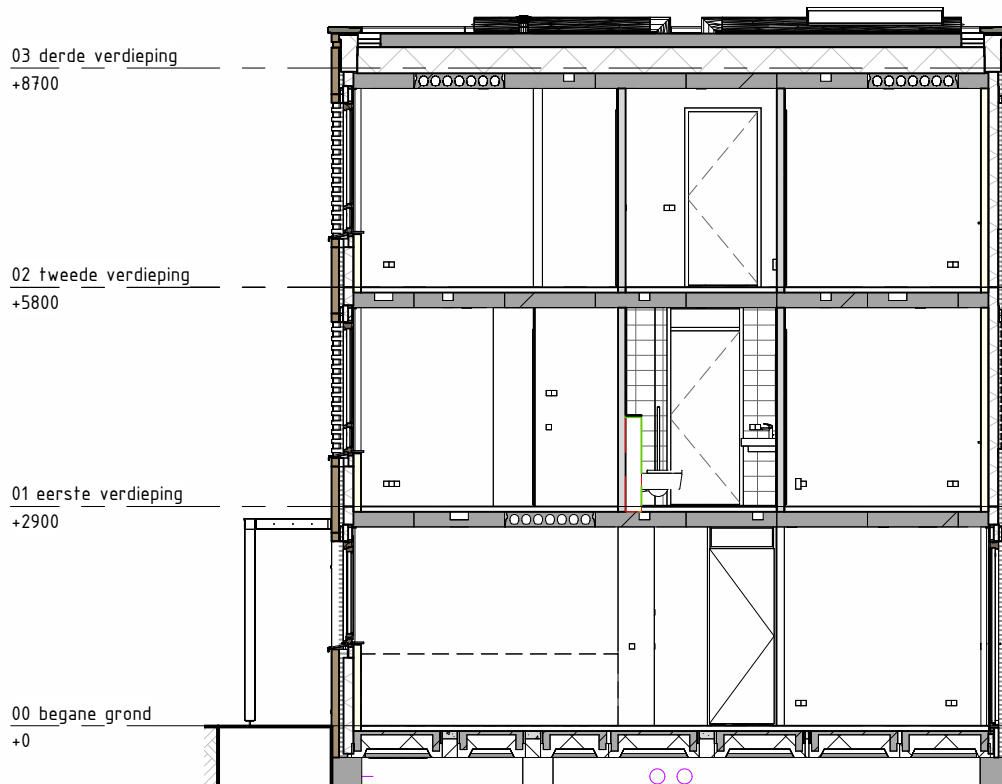 03 derde verdieping
+8700
02 tweede verdieping
+5800
01 eerste verdieping
+2900
00 begane grond
+0